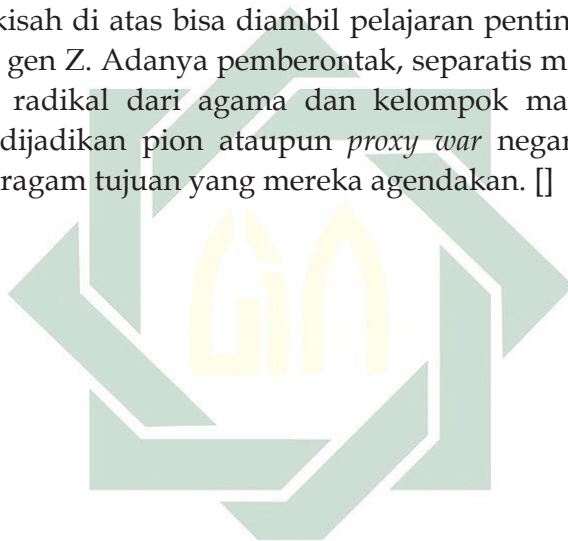 kisah di atas bisa diambil pelajaran pentin
gen Z. Adanya pemberontak, separatis m
radikal dari agama dan kelompok ma
dijadikan pion ataupun proxy war negar
ragam tujuan yang mereka agendakan. []